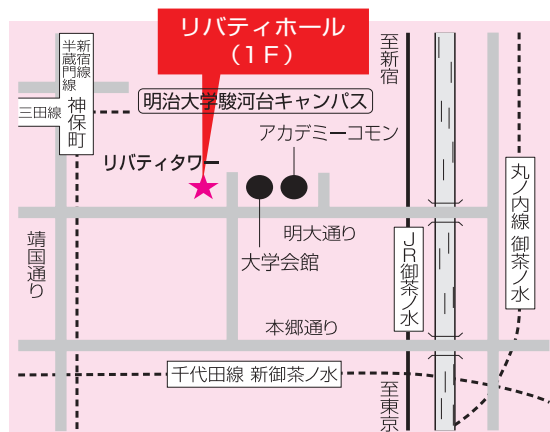 リバティホール
（1F）
至新宿
新宿線
半蔵門線
神保町
三田線
明治大学駿河台キャンパス
アカデミーコモン
リバティタワー
丸ノ内線 御茶ノ水
靖国通り
明大通り
大学会館
JR御茶ノ水
本郷通り
千代田線 新御茶ノ水
至東京